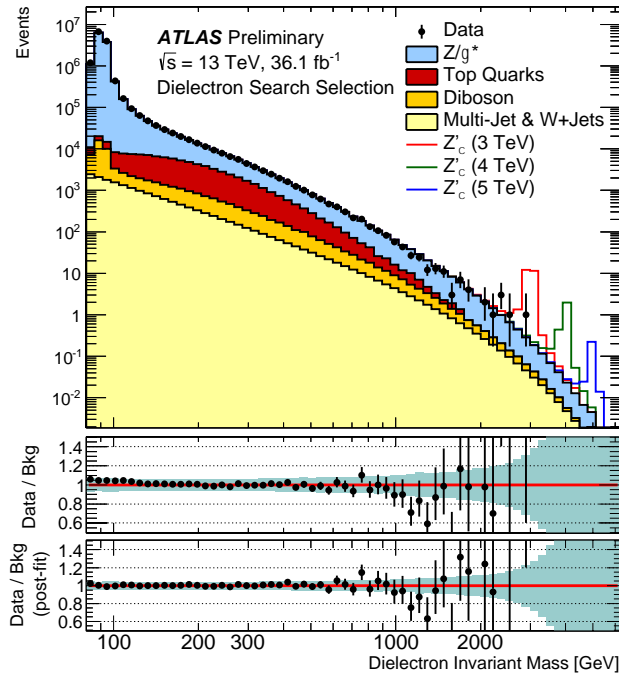 Events
10^7
10^6
10^5
10^4
10^3
10^2
10
1
10^-1
10^-2
ATLAS Preliminary
√s = 13 TeV, 36.1 fb^-1
Dielectron Search Selection
Data
Z/g*
Top Quarks
Diboson
Multi-Jet & W+Jets
Z'_C (3 TeV)
Z'_C (4 TeV)
Z'_C (5 TeV)
Data / Bkg
1.4
1.2
1
0.8
0.6
Data / Bkg
(post-fit)
1.4
1.2
1
0.8
0.6
100 200 300 1000 2000
Dielectron Invariant Mass [GeV]